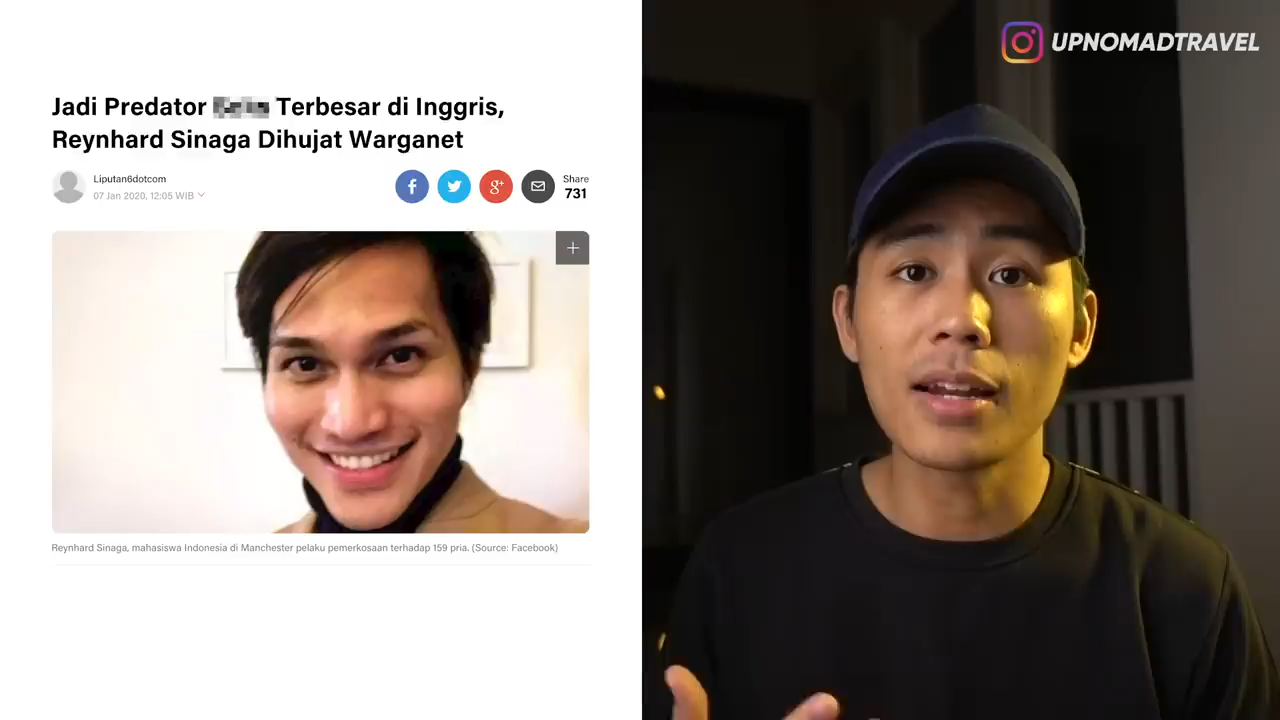 UPNOMADTRAVEL
Jadi Predator Terbesar di Inggris,
Reynhard Sinaga Dihujat Warganet
Liputan6dotcom
07 Jan 2020, 12:05 WIB
Share
731
Reynhard Sinaga, mahasiswa Indonesia di Manchester pelaku pemerkosaan terhadap 159 pria. (Source: Facebook)